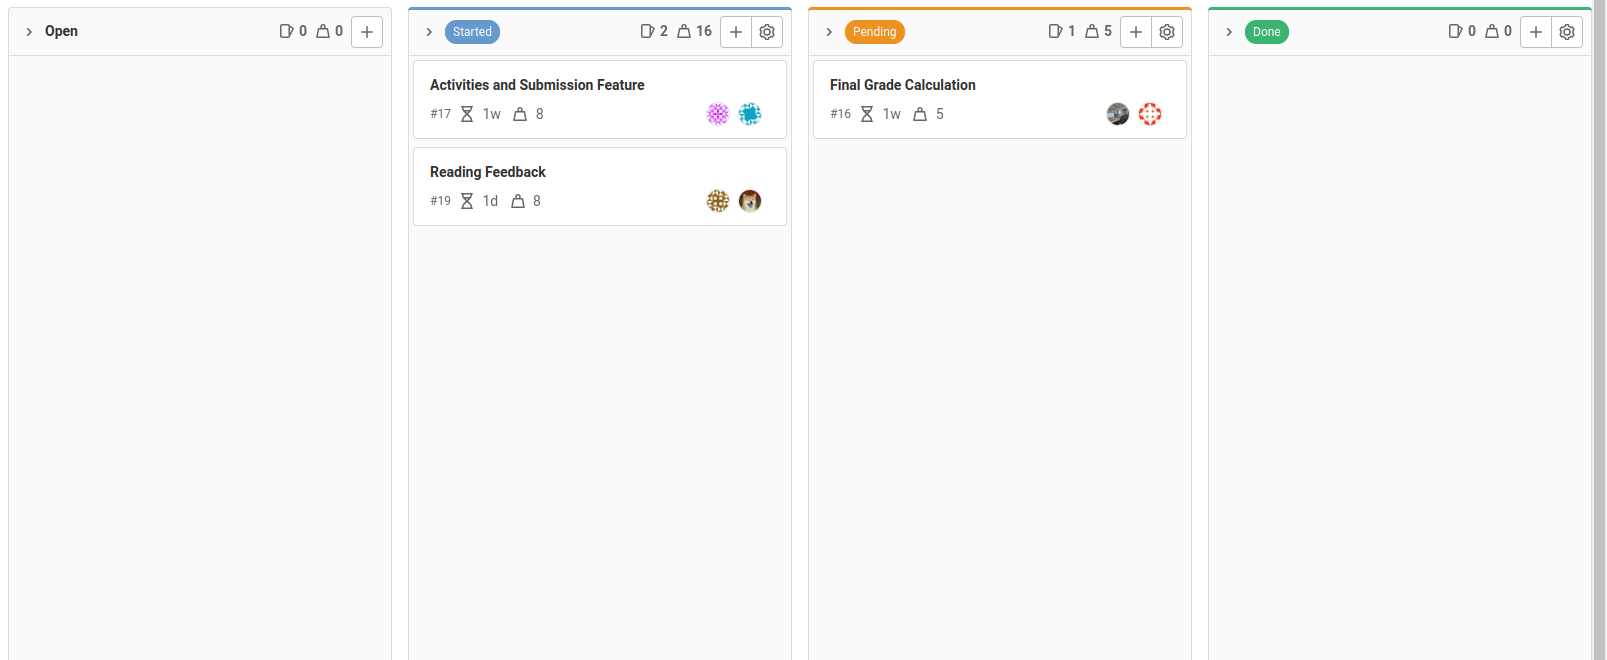 Open 0 0
Started 2 16
Activities and Submission Feature
#17 1w 8
Reading Feedback
#19 1d 8
Pending 1 5
Final Grade Calculation
#16 1w 5
Done 0 0